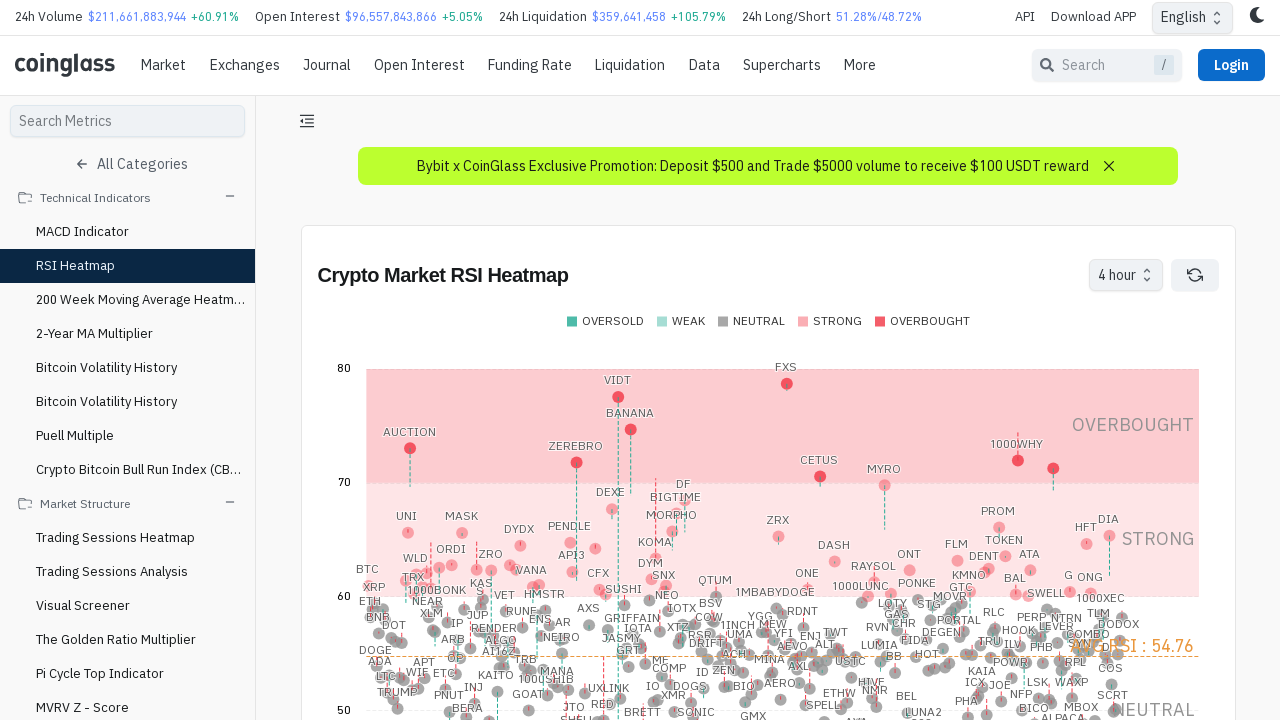 24h Volume $211,661,883,944 +60.91% Open Interest $96,557,843,866 +5.05% 24h Liquidation $359,641,458 +105.79% 24h Long/Short 51.28%/48.72% API Download APP English
coinglass Market Exchanges Journal Open Interest Funding Rate Liquidation Data Supercharts More Search / Login
Search Metrics
All Categories
Technical Indicators
MACD Indicator
RSI Heatmap
200 Week Moving Average Heatm...
2-Year MA Multiplier
Bitcoin Volatility History
Bitcoin Volatility History
Puell Multiple
Crypto Bitcoin Bull Run Index (CB...
Market Structure
Trading Sessions Heatmap
Trading Sessions Analysis
Visual Screener
The Golden Ratio Multiplier
Pi Cycle Top Indicator
MVRV Z - Score
Bybit x CoinGlass Exclusive Promotion: Deposit $500 and Trade $5000 volume to receive $100 USDT reward
Crypto Market RSI Heatmap
4 hour
OVERSOLD WEAK NEUTRAL STRONG OVERBOUGHT
80
FXS
VIDT
BANANA
OVERBOUGHT
AUCTION
ZEREBRO
1000WHY
CETUS
MYRO
70
DF
DEXE
BIGTIME
UNI MASK MORPHO PROM
DYDX PENDLE ZRX HFT DIA
STRONG
KOMA DASH FLM TOKEN
WLD ORDI ZRO API3 ONT DENT ATA
BTC DYM RAYSOL
TRX VANA CFX SNX QTUM ONE KMNO BAL G ONG
XRP 1000BONK KAS HMSTR SUSHI 1MBABYDOGE 1000LUNC PONKE GTC SWELL
60
ETH NEAR VET NEO BSV LQTY STG MOVR 1000XEC
BNB XLM JUP RUNE AXS IOTX RDNT RLC PERP TLM
DOT IP ENS GRIFFAIN COW YGG CHR PORTAL NTRN DODOX
RENDER IOTA XTZ 1INCH MEW RVN DEGEN HOOK LEVER
ARB ALGO NEIRO JASMY RSR UMA YFI ENJ TWT FIDA TRU COMBO
DOGE AI16Z GRT DRIFT AEVO ALT LUMIA ILV PHB AVG RSI : 54.76
ADA APT OP TRB MF ACH MINA USTC BB HOT POWR RPL C98
LTC WIF ETC KAITO MANA COMP ID ZEN AXL HIVE KAIA
TRUMP INJ 1000SHIB UXLINK IO DOGS BIO AERO NMR ICX JOE LSK WAXP
PNUT GOAT XMR ETHW BEL PHA NFP SCRT
BERA JTO RED BRETT SONIC GMX SPELL LUNA2 BICO MBOX
50
ALPACA
NEUTRAL